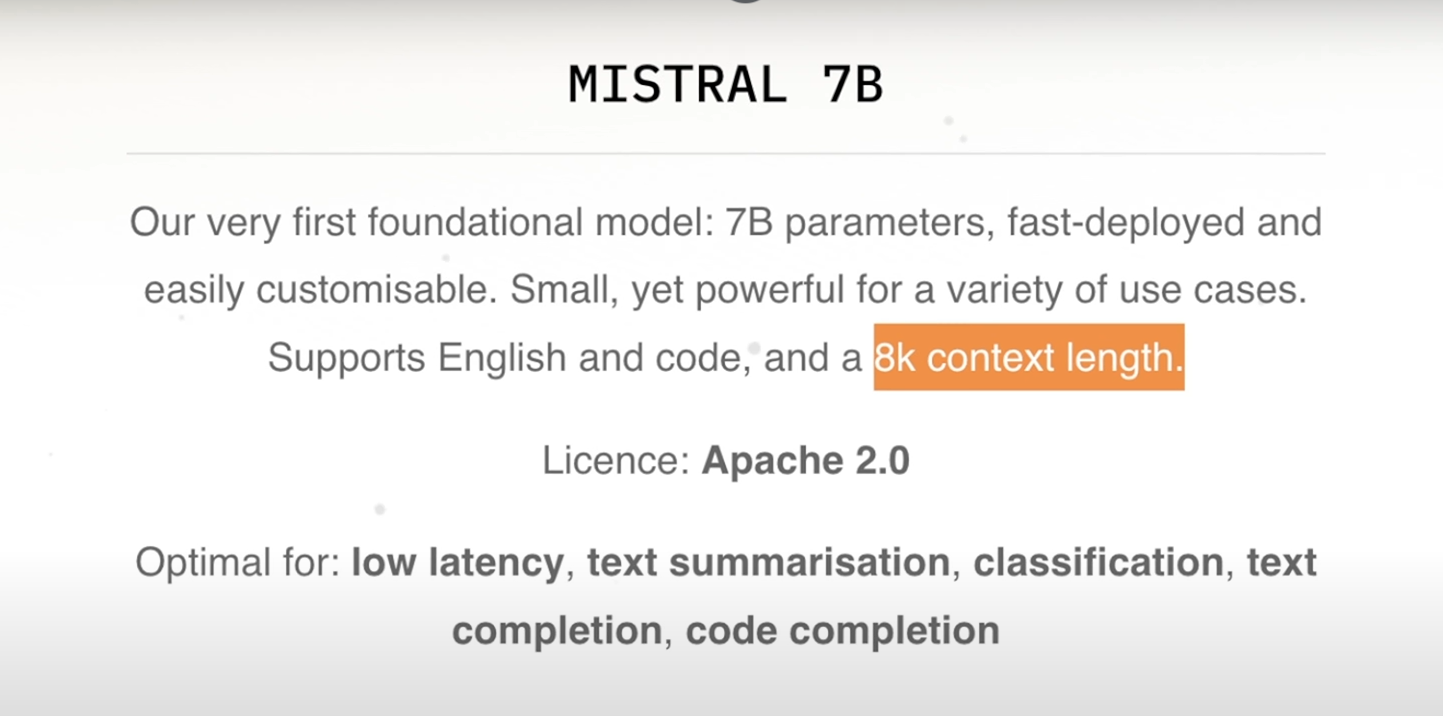 MISTRAL 7B
Our very first foundational model: 7B parameters, fast-deployed and
easily customisable. Small, yet powerful for a variety of use cases.
Supports English and code, and a 8k context length.
Licence: Apache 2.0
Optimal for: low latency, text summarisation, classification, text
completion, code completion